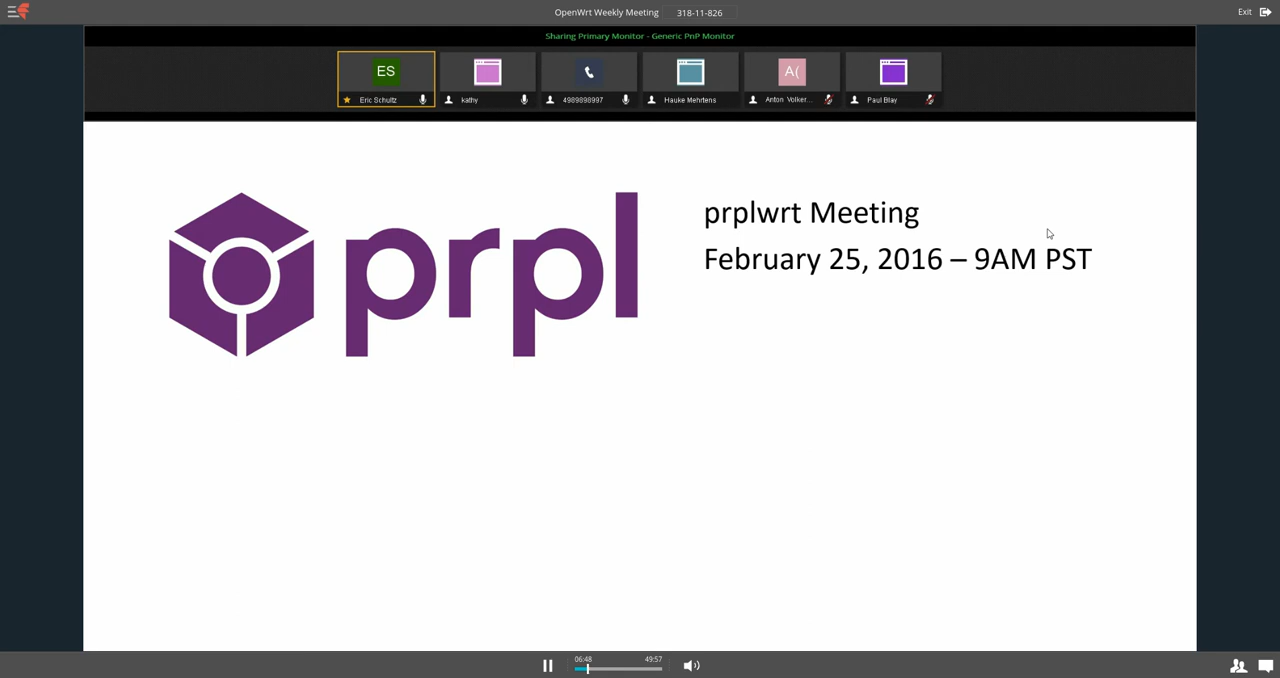 OpenWrt Weekly Meeting 318-11-826
Exit
Sharing Primary Monitor - Generic PnP Monitor
ES
A(
Eric Schultz
kathy
4989898997
Hauke Mehrtens
Anton Volker...
Paul Blay
prpl
prplwrt Meeting
February 25, 2016 – 9AM PST
06:48
49:57